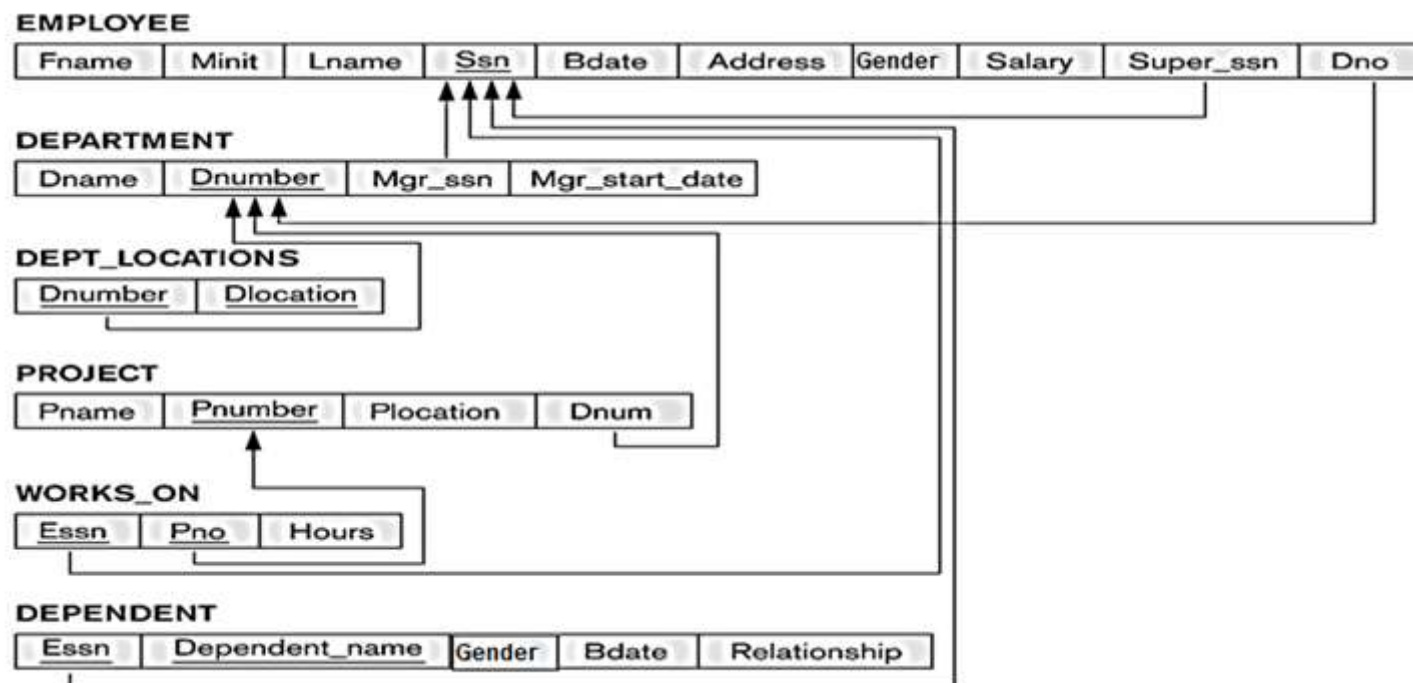 EMPLOYEE
Fname Minit Lname Ssn Bdate Address Gender Salary Super_ssn Dno
DEPARTMENT
Dname Dnumber Mgr_ssn Mgr_start_date
DEPT_LOCATIONS
Dnumber Dlocation
PROJECT
Pname Pnumber Plocation Dnum
WORKS_ON
Essn Pno Hours
DEPENDENT
Essn Dependent_name Gender Bdate Relationship